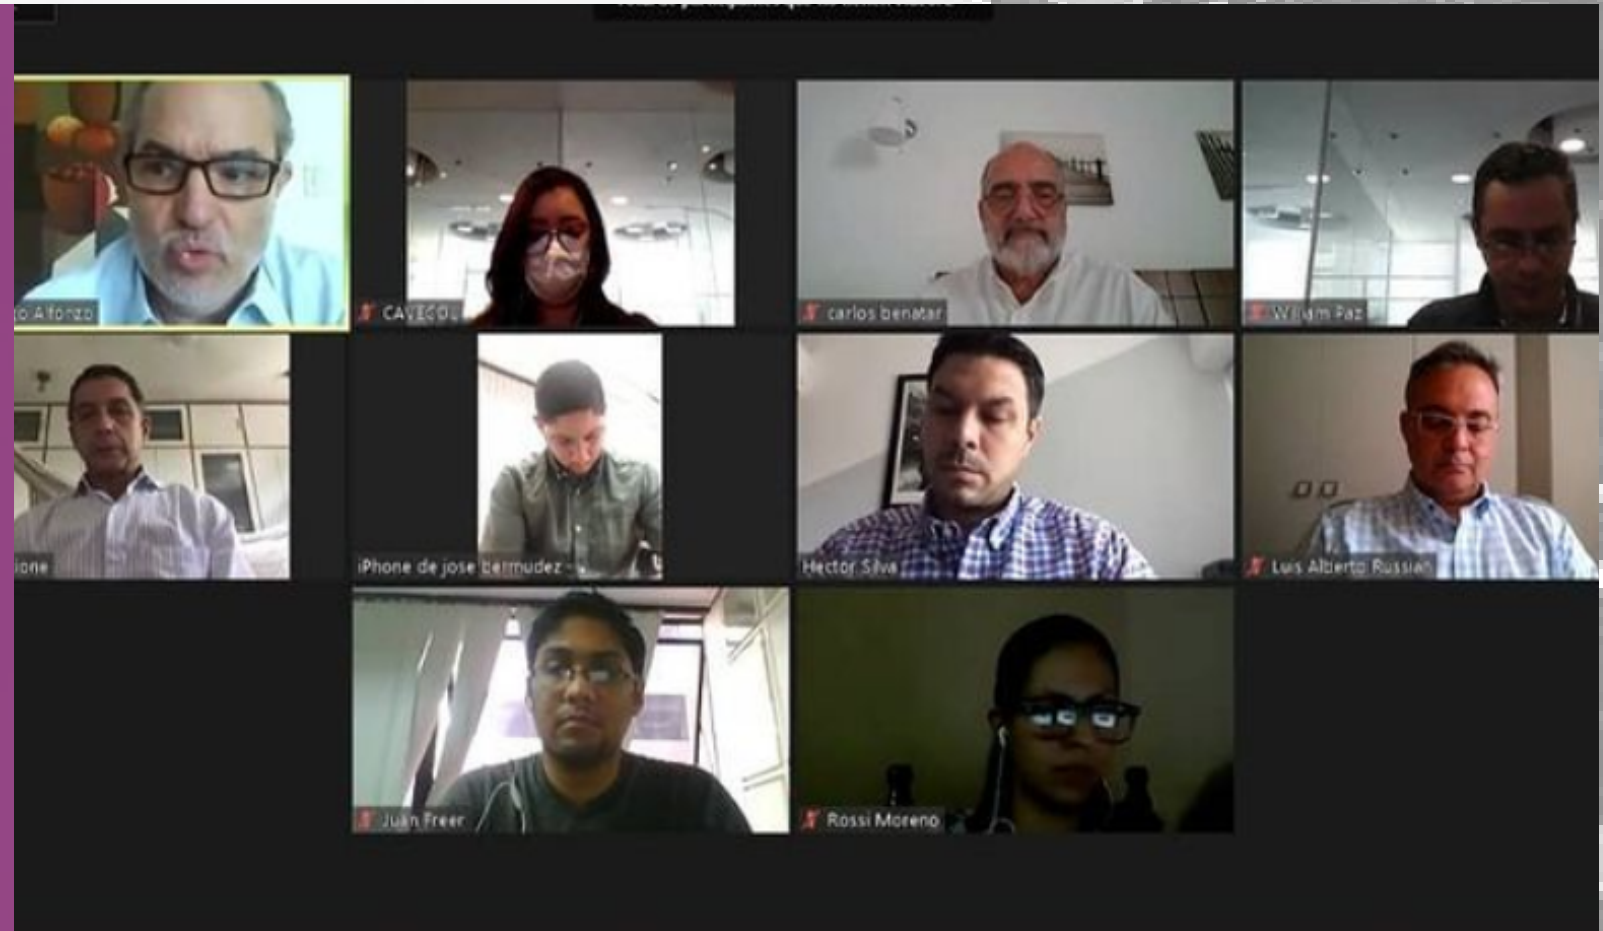 o Alfonzo
CAVECOL
carlos benatar
William Paz
ione
iPhone de jose bermudez
Hector Silva
Luis Alberto Russian
Juan Freer
Rossi Moreno